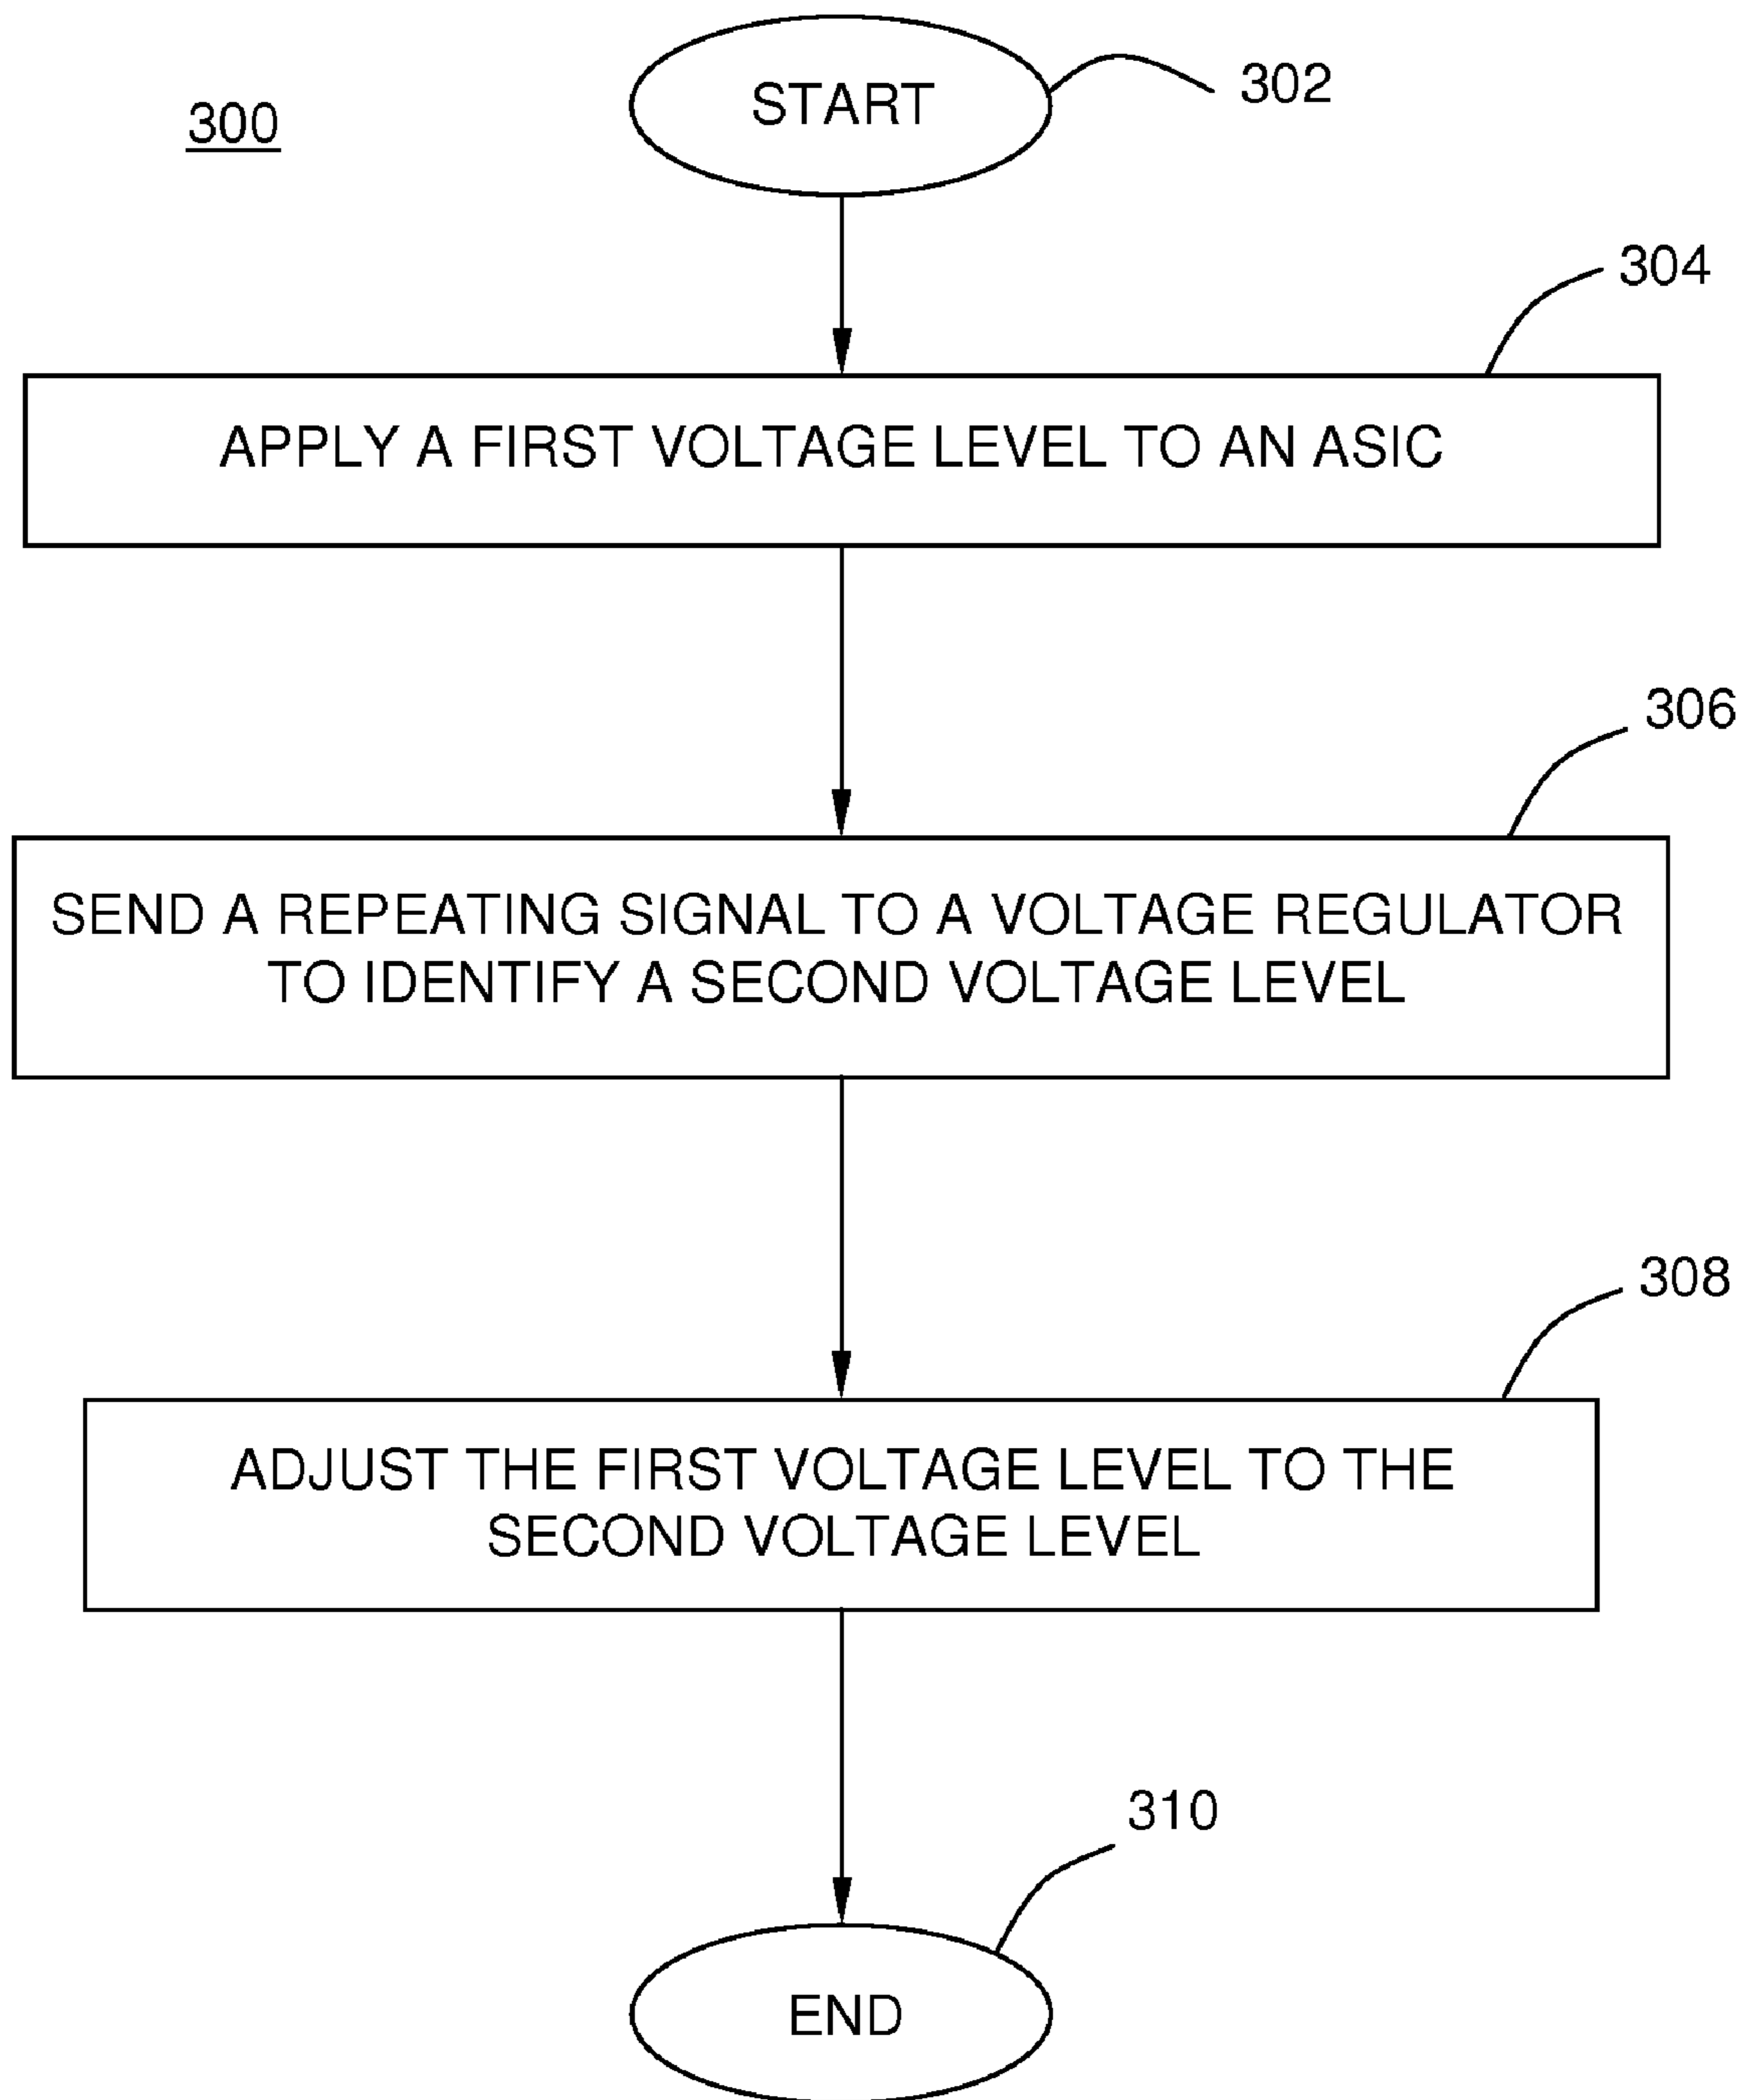 START
302
300
304
APPLY A FIRST VOLTAGE LEVEL TO AN ASIC
306
SEND A REPEATING SIGNAL TO A VOLTAGE REGULATOR
TO IDENTIFY A SECOND VOLTAGE LEVEL
308
ADJUST THE FIRST VOLTAGE LEVEL TO THE
SECOND VOLTAGE LEVEL
310
END